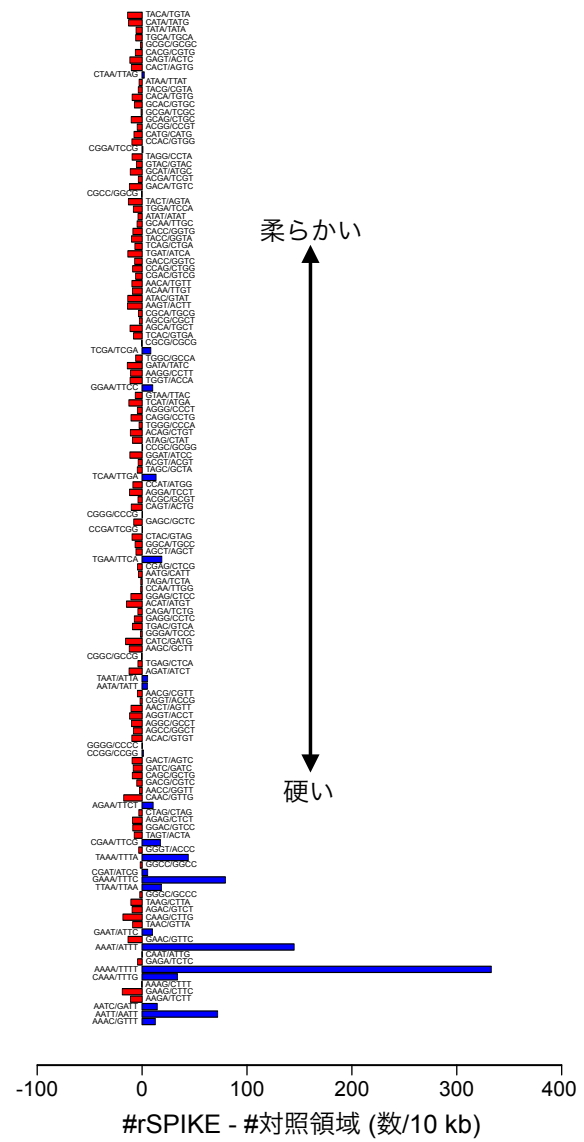 TACA/TGTA
CATA/TATG
TATA/TATA
TGCA/TGCA
GCGC/GCGC
CACG/CGTG
GAGT/ACTC
CACT/AGTG
CTAA/TTAG
ATAA/TTAT
TACG/CGTA
CACA/TGTG
GCAC/GTGC
GCGA/TCGC
GCAG/CTGC
ACGG/CCGT
CATG/CATG
CCAC/GTGG
CGGA/TCCG
TAGG/CCTA
GTAC/GTAC
GCAT/ATGC
ACGA/TCGT
GACA/TGTC
CGCC/GGCG
TACT/AGTA
TGGA/TCCA
ATAT/ATAT
GCAA/TTGC
CACC/GGTG
TACC/GGTA
TCAG/CTGA
TGAT/ATCA
GACC/GGTC
CCAG/CTGG
CGAC/GTCG
AACA/TGTT
ACAA/TTGT
ATAC/GTAT
AAGT/ACTT
CGCA/TGCG
AGCG/CGCT
AGCA/TGCT
TCAC/GTGA
CGCG/CGCG
TCGA/TCGA
TGGC/GCCA
GATA/TATC
AAGG/CCTT
TGGT/ACCA
GGAA/TTCC
GTAA/TTAC
TCAT/ATGA
AGGG/CCCT
CAGG/CCTG
TGGG/CCCA
ACAG/CTGT
ATAG/CTAT
CCGC/GCGG
GGAT/ATCC
ACGT/ACGT
TAGC/GCTA
TCAA/TTGA
CCAT/ATGG
AGGA/TCCT
ACGC/GCGT
CAGT/ACTG
CGGG/CCCG
GAGC/GCTC
CCGA/TCGG
CTAC/GTAG
GGCA/TGCC
AGCT/AGCT
TGAA/TTCA
CGAG/CTCG
AATG/CATT
TAGA/TCTA
CCAA/TTGG
GGAG/CTCC
ACAT/ATGT
CAGA/TCTG
GAGG/CCTC
TGAC/GTCA
GGGA/TCCC
CATC/GATG
AAGC/GCTT
CGGC/GCCG
TGAG/CTCA
AGAT/ATCT
TAAT/ATTA
AATA/TATT
AACG/CGTT
CGGT/ACCG
AACT/AGTT
AGGT/ACCT
AGGC/GCCT
AGCC/GGCT
ACAC/GTGT
GGGG/CCCC
CCGG/CCGG
GACT/AGTC
GATC/GATC
CAGC/GCTG
GACG/CGTC
AACC/GGTT
CAAC/GTTG
AGAA/TTCT
CTAG/CTAG
AGAG/CTCT
GGAC/GTCC
TAGT/ACTA
CGAA/TTCG
GGGT/ACCC
TAAA/TTTA
GGCC/GGCC
CGAT/ATCG
GAAA/TTTC
TTAA/TTAA
GGGC/GCCC
TAAG/CTTA
AGAC/GTCT
CAAG/CTTG
TAAC/GTTA
GAAT/ATTC
GAAC/GTTC
AAAT/ATTT
CAAT/ATTG
GAGA/TCTC
AAAA/TTTT
CAAA/TTTG
AAAG/CTTT
GAAG/CTTC
AAGA/TCTT
AATC/GATT
AATT/AATT
AAAC/GTTT
柔らかい
硬い
-100 0 100 200 300 400
#rSPIKE - #対照領域 (数/10 kb)